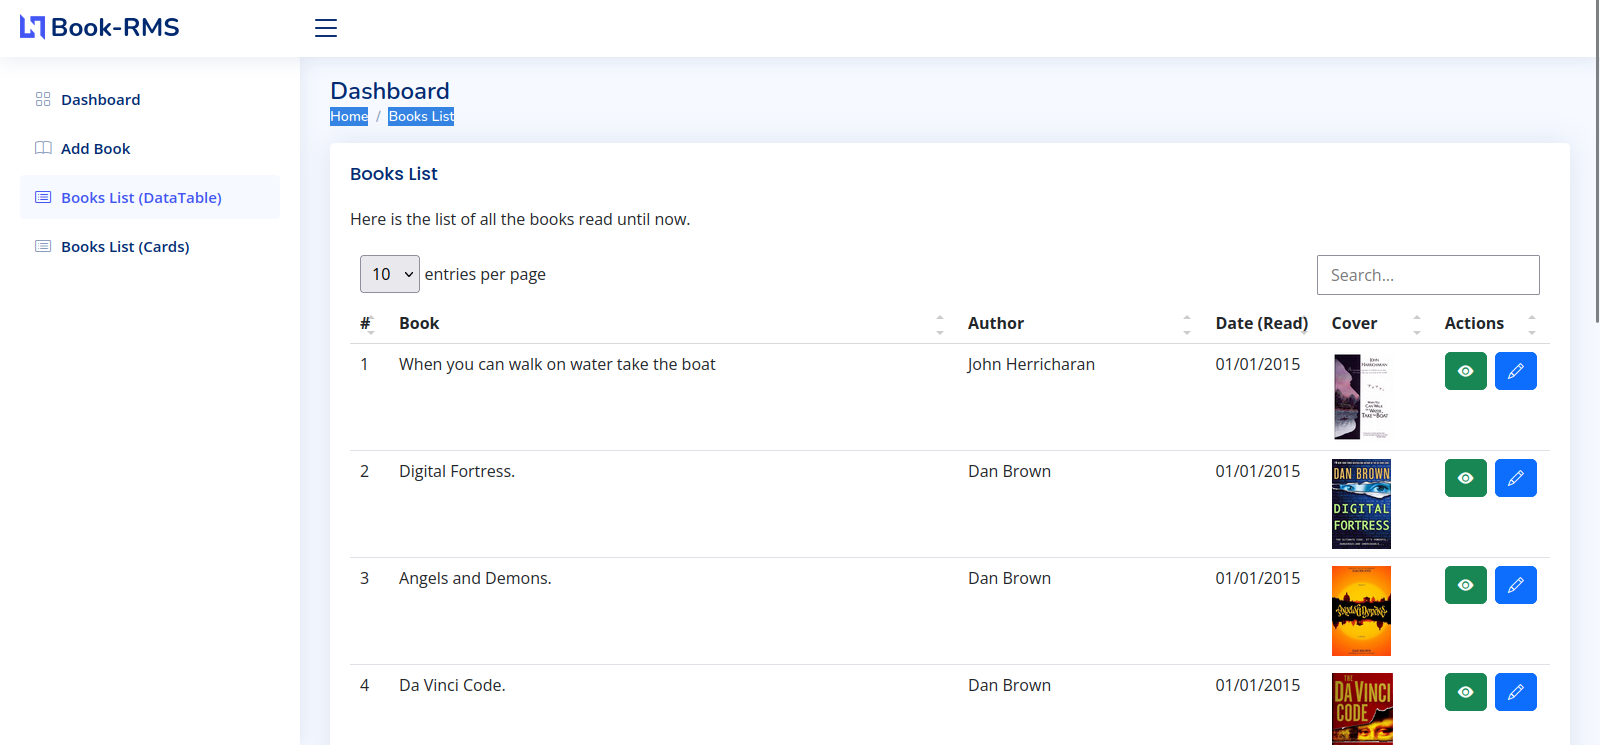 Book-RMS
Dashboard
Add Book
Books List (DataTable)
Books List (Cards)
Dashboard
Home / Books List
Books List
Here is the list of all the books read until now.
10 entries per page
Search...
# Book Author Date (Read) Cover Actions
1 When you can walk on water take the boat John Herricharan 01/01/2015
JOHN
HERRICHARAN
WHEN YOU
CAN WALK
WATER,
TAKE THE BOAT
2 Digital Fortress. Dan Brown 01/01/2015
DAN BROWN
DIGITAL
FORTRESS
3 Angels and Demons. Dan Brown 01/01/2015
4 Da Vinci Code. Dan Brown 01/01/2015
THE
DA VINCI
CODE